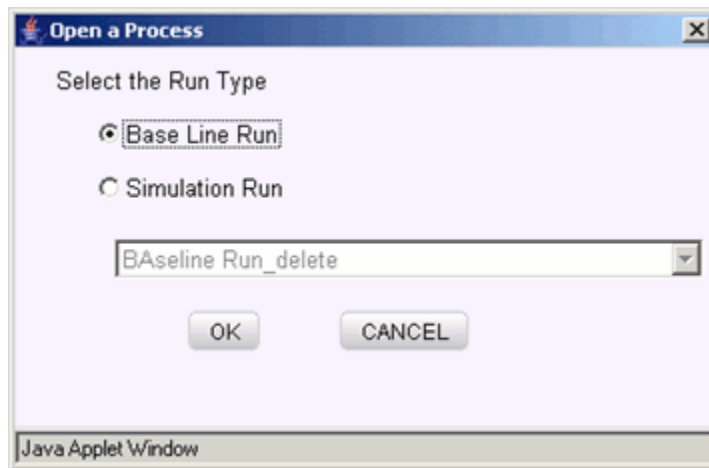 Open a Process
Select the Run Type
Base Line Run
Simulation Run
BAseline Run_delete
OK CANCEL
Java Applet Window